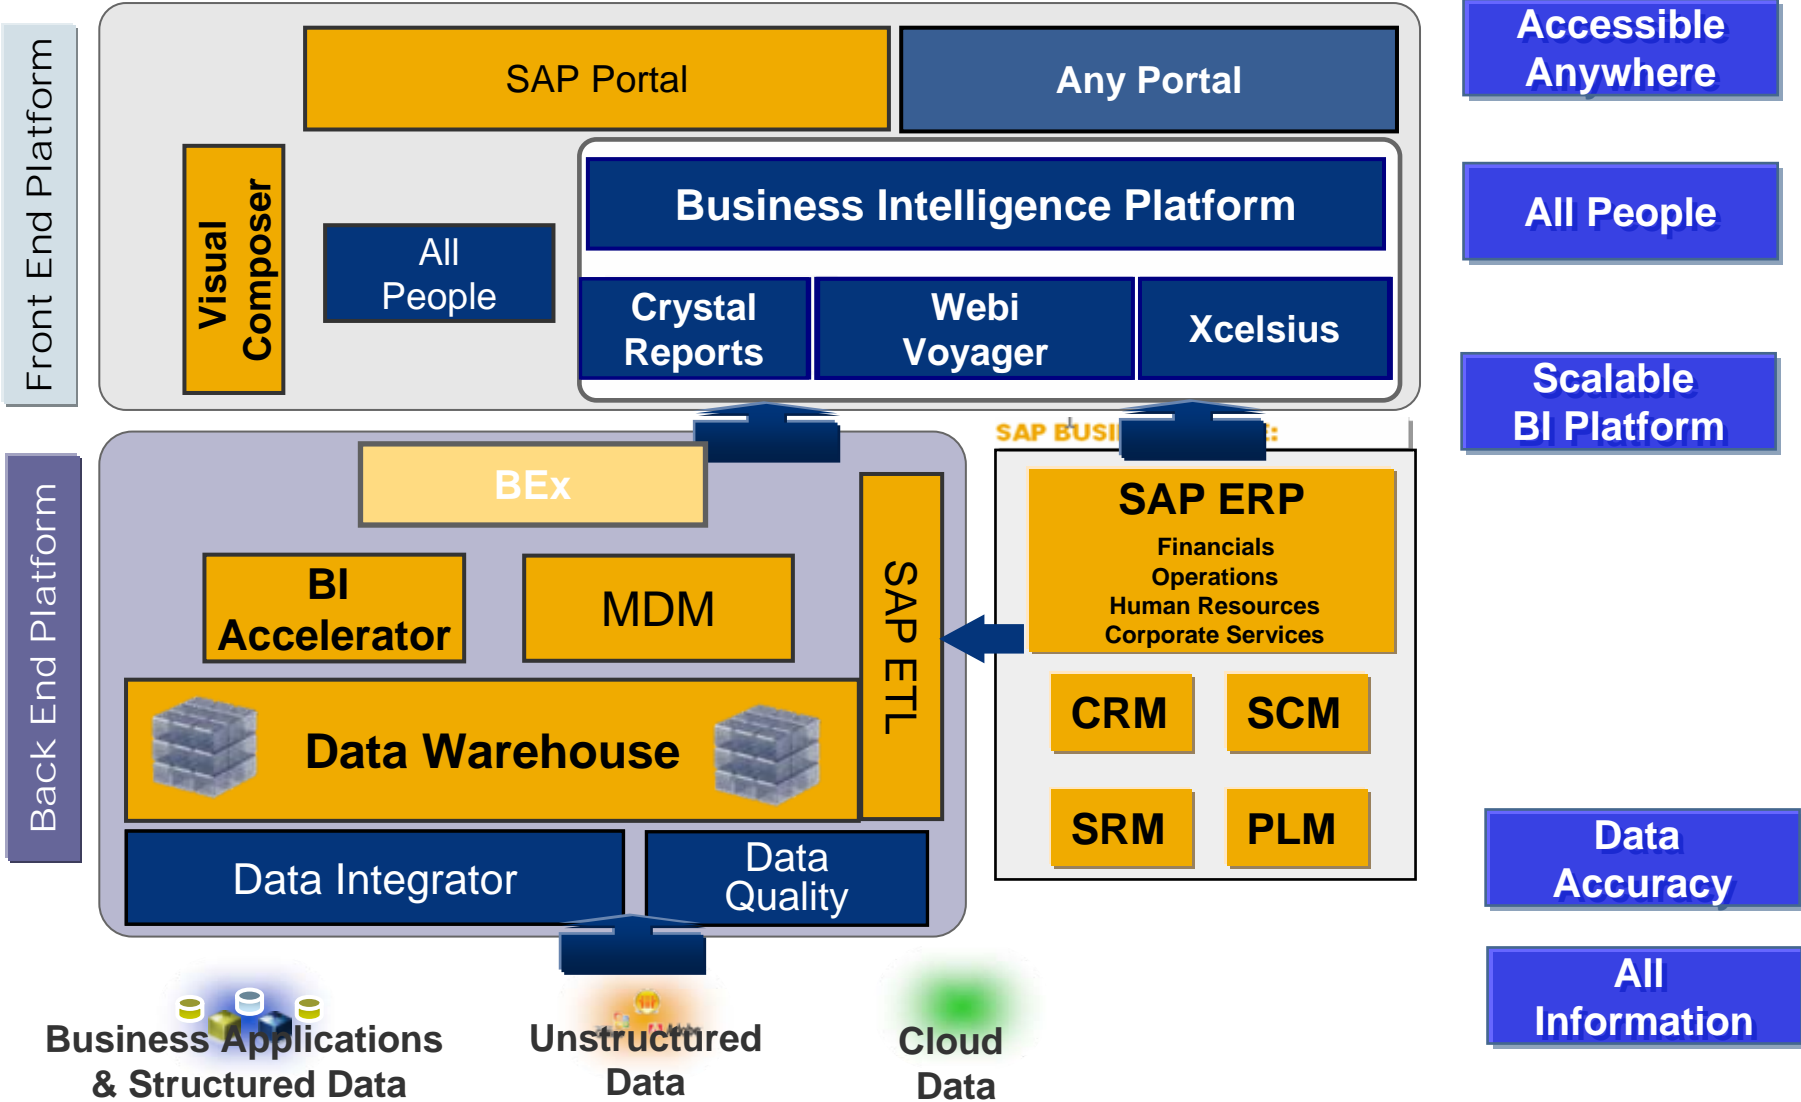 Front End Platform
SAP Portal
Any Portal
Visual
Composer
All
People
Business Intelligence Platform
Crystal
Reports
Webi
Voyager
Xcelsius
Accessible
Anywhere
All People
Scalable
BI Platform
Back End Platform
BEx
BI
Accelerator
MDM
SAP ETL
Data Warehouse
Data Integrator
Data
Quality
SAP
SAP ERP
Financials
Operations
Human Resources
Corporate Services
CRM
SCM
SRM
PLM
Data
Accuracy
All
Information
Business Applications
& Structured Data
Unstructured
Data
Cloud
Data